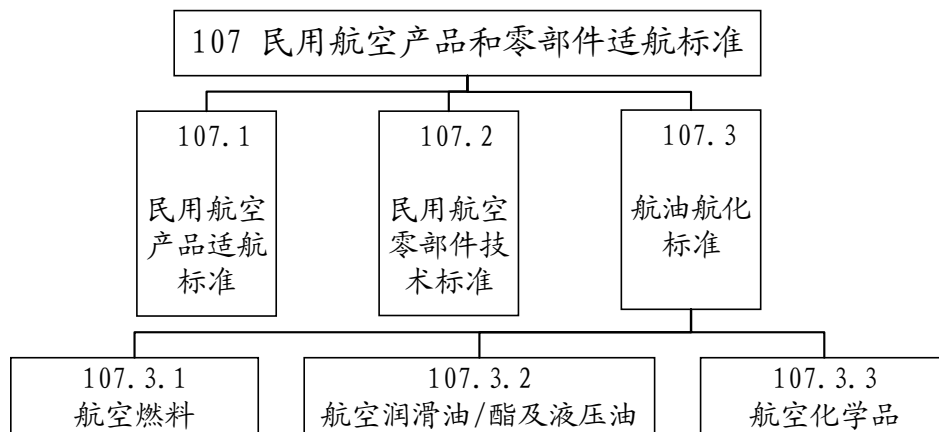 107 民用航空产品和零部件适航标准
107.1
民用航空
产品适航
标准
107.2
民用航空
零部件技
术标准
107.3
航油航化
标准
107.3.1
航空燃料
107.3.2
航空润滑油/酯及液压油
107.3.3
航空化学品